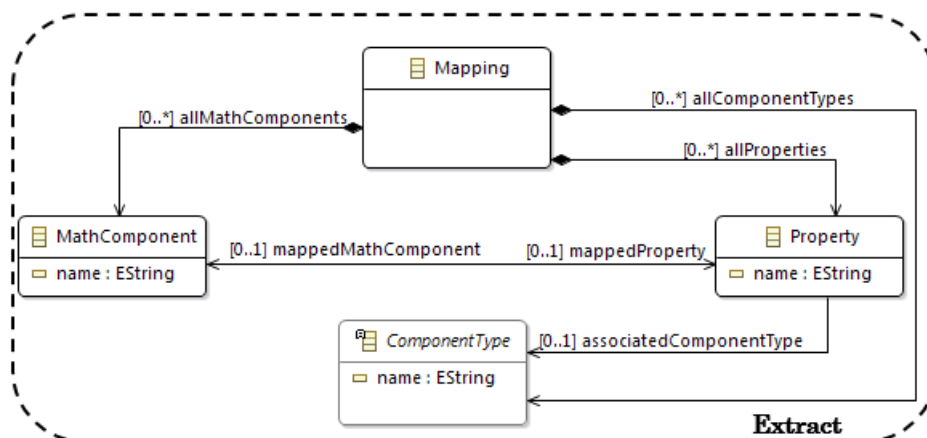 Mapping
[0..*] allMathComponents
[0..*] allComponentTypes
[0..*] allProperties
MathComponent
name : EString
[0..1] mappedMathComponent
[0..1] mappedProperty
Property
name : EString
ComponentType
name : EString
[0..1] associatedComponentType
Extract